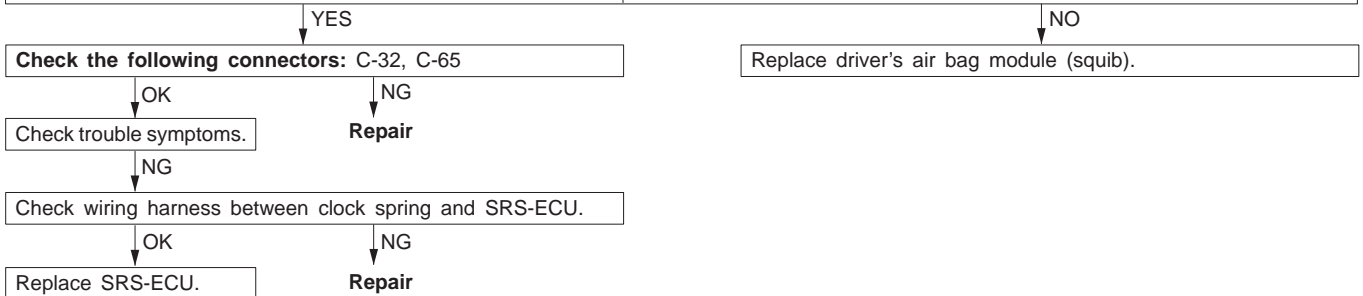 YES
NO
Check the following connectors: C-32, C-65
Replace driver's air bag module (squib).
OK
NG
Check trouble symptoms.
Repair
NG
Check wiring harness between clock spring and SRS-ECU.
OK
NG
Replace SRS-ECU.
Repair